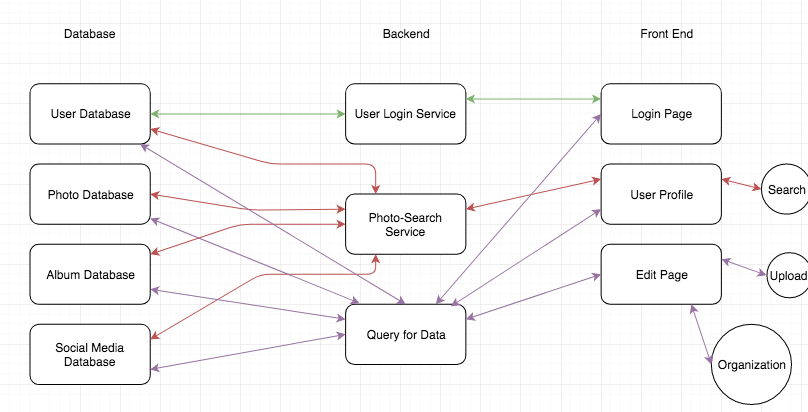 Database
Backend
Front End
User Database
User Login Service
Login Page
Photo Database
Photo-Search
Service
User Profile
Search
Album Database
Edit Page
Upload
Social Media
Database
Query for Data
Organization